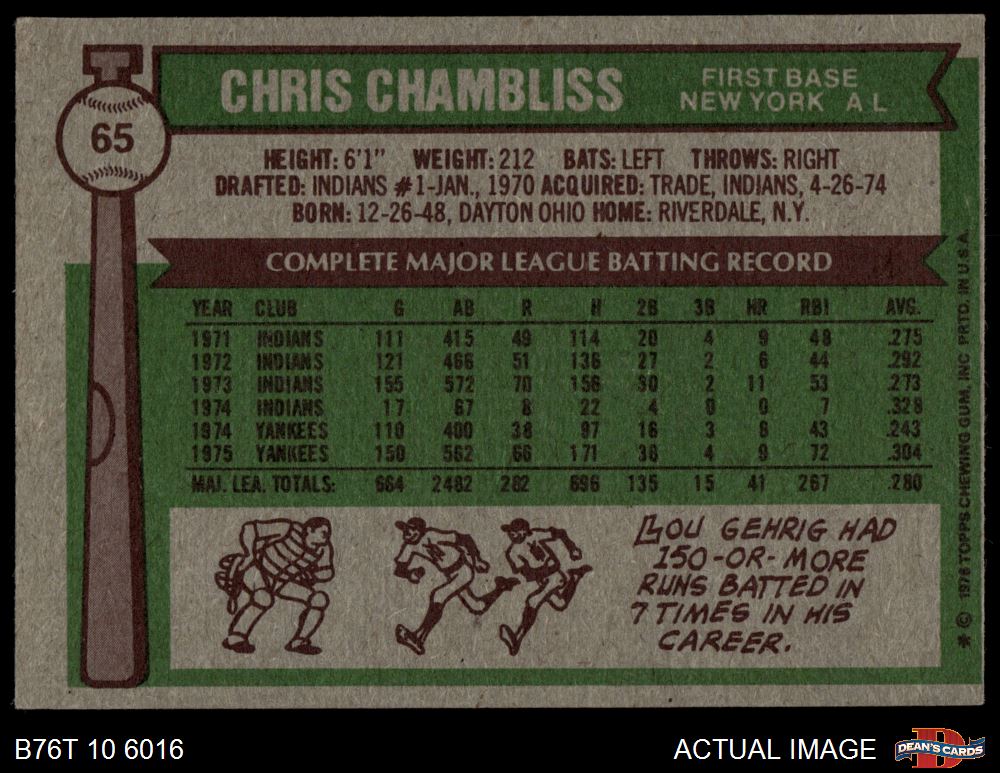 65
CHRIS CHAMBLISS
FIRST BASE
NEW YORK A L
HEIGHT: 6'1" WEIGHT: 212 BATS: LEFT THROWS: RIGHT
DRAFTED: INDIANS #1-JAN., 1970 ACQUIRED: TRADE, INDIANS, 4-26-74
BORN: 12-26-48, DAYTON OHIO HOME: RIVERDALE, N.Y.
COMPLETE MAJOR LEAGUE BATTING RECORD
YEAR CLUB G AB R H 2B 3B HR RBI AVG.
1971 INDIANS 111 415 49 114 20 4 9 48 .275
1972 INDIANS 121 466 51 136 27 2 6 44 .292
1973 INDIANS 155 572 70 156 30 2 11 53 .273
1974 INDIANS 17 67 8 22 4 0 0 7 .328
1974 YANKEES 110 400 38 97 16 3 6 43 .243
1975 YANKEES 150 562 66 171 38 4 9 72 .304
MAJ. LEA. TOTALS: 664 2482 282 696 135 15 41 267 .280
LOU GEHRIG HAD
150-OR-MORE
RUNS BATTED IN
7 TIMES IN HIS
CAREER.
* © 1976 TOPPS CHEWING GUM, INC PRTD. IN U.S.A.
B76T 10 6016
ACTUAL IMAGE
DEAN'S CARDS